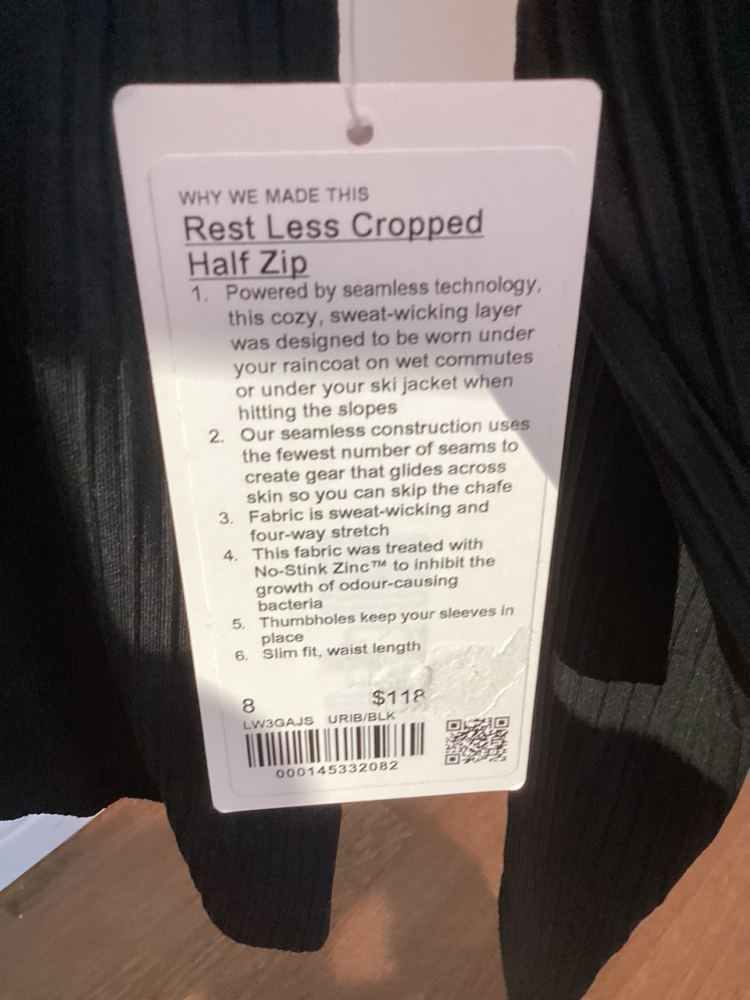 WHY WE MADE THIS
Rest Less Cropped
Half Zip
1. Powered by seamless technology,
this cozy, sweat-wicking layer
was designed to be worn under
your raincoat on wet commutes
or under your ski jacket when
hitting the slopes
2. Our seamless construction uses
the fewest number of seams to
create gear that glides across
skin so you can skip the chafe
3. Fabric is sweat-wicking and
four-way stretch
4. This fabric was treated with
No-Stink Zinc™ to inhibit the
growth of odour-causing
bacteria
5. Thumbholes keep your sleeves in
place
6. Slim fit, waist length
8 $118
LW3GAJS URIB/BLK
000145332082